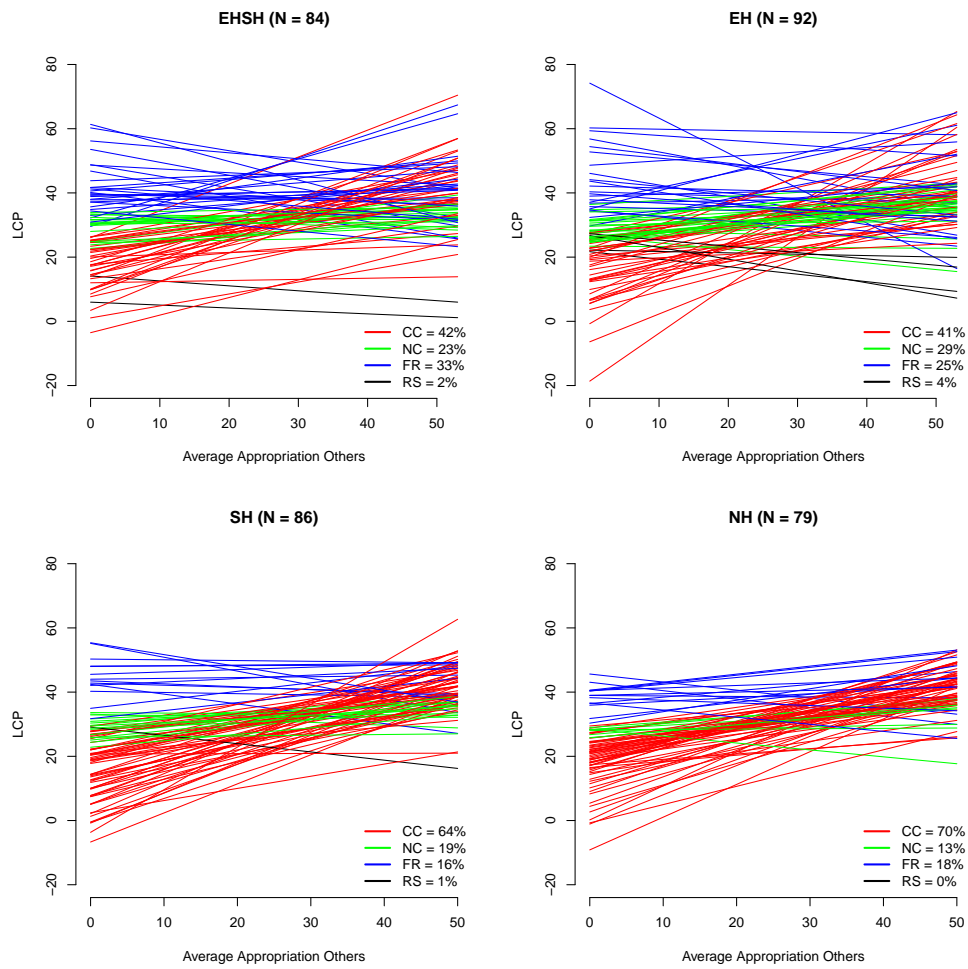 EHSH (N = 84)
LCP
80
60
40
20
0
−20
CC = 42%
NC = 23%
FR = 33%
RS = 2%
0 10 20 30 40 50
Average Appropriation Others
EH (N = 92)
LCP
80
60
40
20
0
−20
CC = 41%
NC = 29%
FR = 25%
RS = 4%
0 10 20 30 40 50
Average Appropriation Others
SH (N = 86)
LCP
80
60
40
20
0
−20
CC = 64%
NC = 19%
FR = 16%
RS = 1%
0 10 20 30 40 50
Average Appropriation Others
NH (N = 79)
LCP
80
60
40
20
0
−20
CC = 70%
NC = 13%
FR = 18%
RS = 0%
0 10 20 30 40 50
Average Appropriation Others